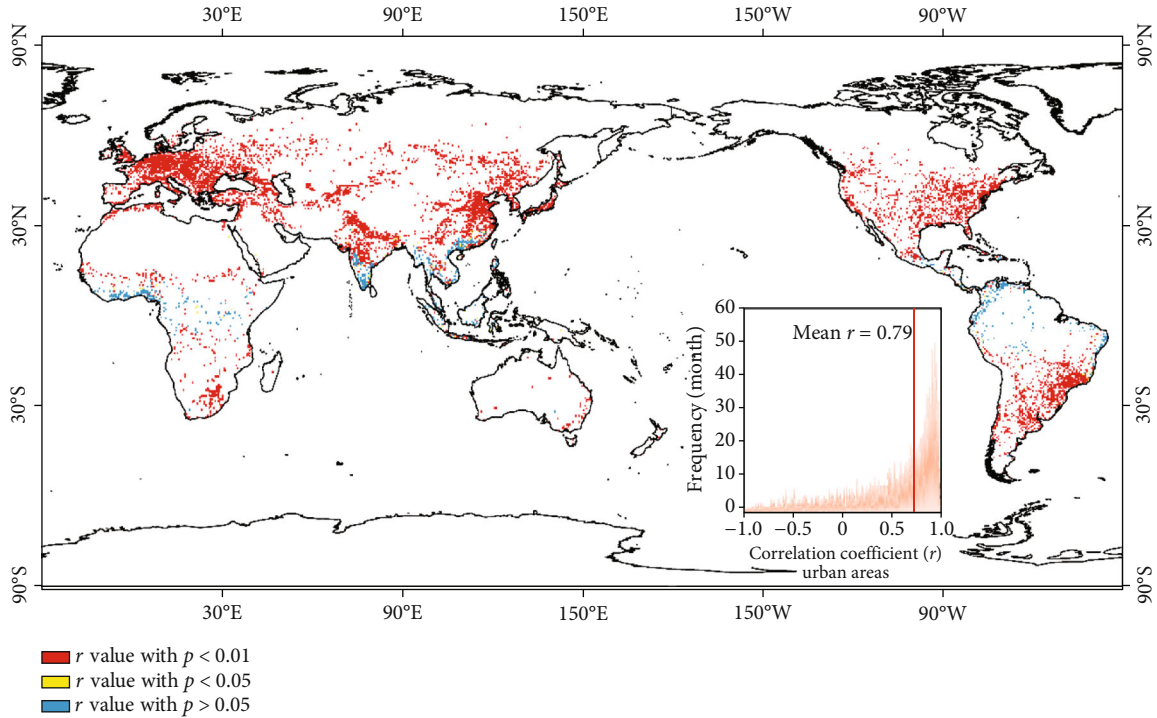 30°E 90°E 150°E 150°W 90°W
90°N 90°N
30°N 30°N
30°S 30°S
90°S 90°S
60
50
40
30
20
10
0
Frequency (month)
Mean r = 0.79
−1.0 −0.5 0 0.5 1.0
Correlation coefficient (r)
urban areas
30°E 90°E 150°E 150°W 90°W
r value with p < 0.01
r value with p < 0.05
r value with p > 0.05